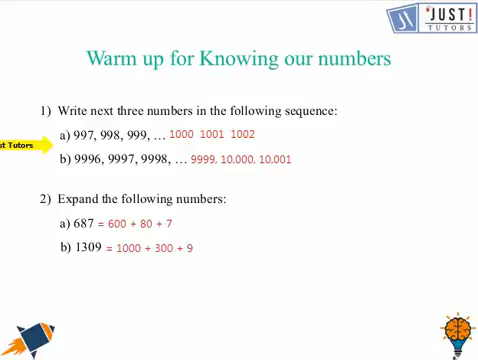 JUST!
TUTORS
Warm up for Knowing our numbers
1) Write next three numbers in the following sequence:
a) 997, 998, 999, … 1000 1001 1002
st Tutors
b) 9996, 9997, 9998, … 9999, 10,000, 10,001
2) Expand the following numbers:
a) 687 = 600 + 80 + 7
b) 1309 = 1000 + 300 + 9